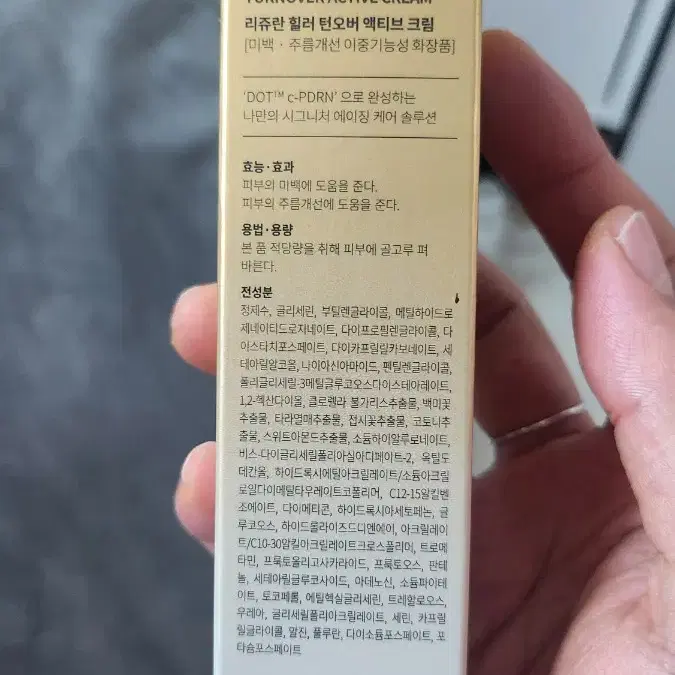 TURNOVER ACTIVE CREAM
리쥬란 힐러 턴오버 액티브 크림
[미백 · 주름개선 이중기능성 화장품]
‘DOT™ c-PDRN’ 으로 완성하는
나만의 시그니처 에이징 케어 솔루션
효능·효과
피부의 미백에 도움을 준다.
피부의 주름개선에 도움을 준다.
용법·용량
본 품 적당량을 취해 피부에 골고루 펴
바른다.
전성분
정제수, 글리세린, 부틸렌글라이콜, 메틸하이드로
제네이티드로지네이트, 다이프로필렌글라이콜, 다
이스타치포스페이트, 다이카프릴릴카보네이트, 세
테아릴알코올, 나이아신아마이드, 펜틸렌글라이콜,
폴리글리세릴-3메틸글루코오스다이스테아레이트,
1,2-헥산다이올, 클로렐라 불가리스추출물, 백미꽃
추출물, 타라열매추출물, 접시꽃추출물, 코토니추
출물, 스위트아몬드추출물, 소듐하이알루로네이트,
비스-다이글리세릴폴리아실아디페이트-2, 옥틸도
데칸올, 하이드록시에틸아크릴레이트/소듐아크릴
로일다이메틸타우레이트코폴리머, C12-15알킬벤
조에이트, 다이메티콘, 하이드록시아세토페논, 글
루코오스, 하이드롤라이즈드디엔에이, 아크릴레이
트/C10-30알킬아크릴레이트크로스폴리머, 트로메
타민, 프룩토올리고사카라이드, 프룩토오스, 판테
놀, 세테아릴글루코사이드, 아데노신, 소듐파이테
이트, 토코페롤, 에틸헥실글리세린, 트레할로오스,
우레아, 글리세릴폴리아크릴레이트, 세린, 카프릴
릴글라이콜, 알진, 풀루란, 다이소듐포스페이트, 포
타슘포스페이트